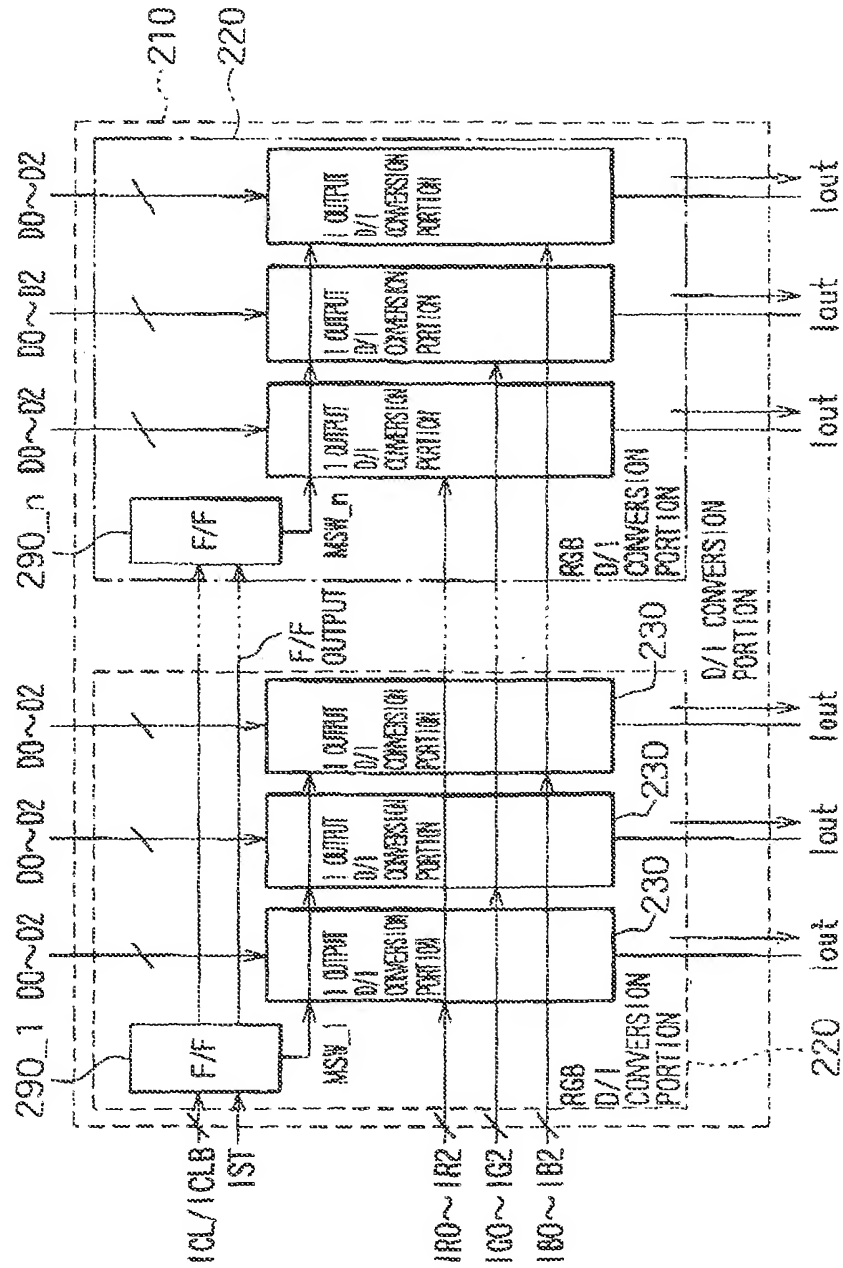 210
220
D0~D2
D0~D2
D0~D2
D0~D2
D0~D2
D0~D2
290_1
290_n
F/F
F/F
ICL/ICLB
IST
F/F
OUTPUT
MSW_1
MSW_n
1 OUTPUT
D/I
CONVERSION
PORTION
1 OUTPUT
D/I
CONVERSION
PORTION
1 OUTPUT
D/I
CONVERSION
PORTION
1 OUTPUT
D/I
CONVERSION
PORTION
1 OUTPUT
D/I
CONVERSION
PORTION
1 OUTPUT
D/I
CONVERSION
PORTION
IR0~IR2
IG0~IG2
IB0~IB2
230
230
230
RGB
D/I
CONVERSION
PORTION
RGB
D/I
CONVERSION
PORTION
D/I CONVERSION
PORTION
220
Iout
Iout
Iout
Iout
Iout
Iout